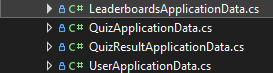 C# LeaderboardsApplicationData.cs
C# QuizApplicationData.cs
C# QuizResultApplicationData.cs
C# UserApplicationData.cs